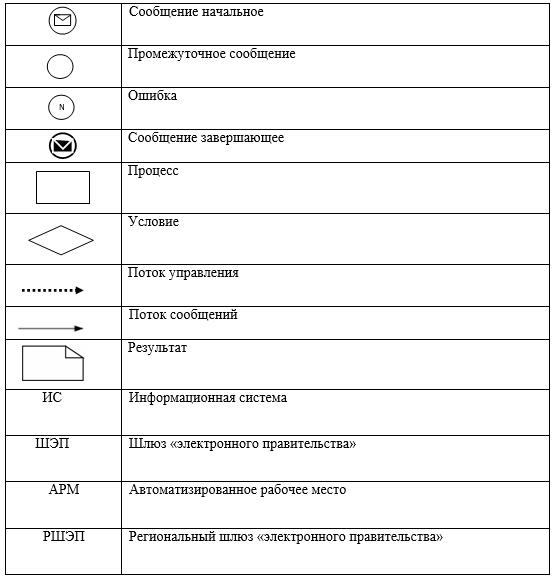 Сообщение начальное
Промежуточное сообщение
N Ошибка
Сообщение завершающее
Процесс
Условие
Поток управления
Поток сообщений
Результат
ИС Информационная система
ШЭП Шлюз «электронного правительства»
АРМ Автоматизированное рабочее место
РШЭП Региональный шлюз «электронного правительства»